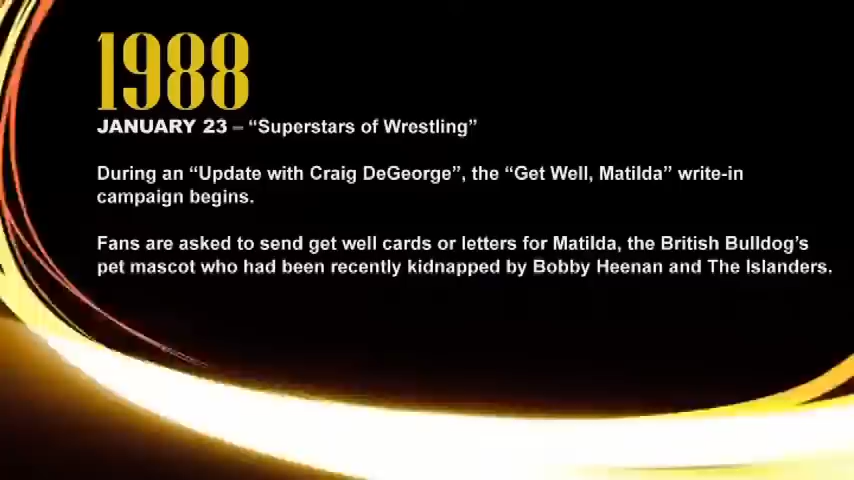 1988
JANUARY 23 – “Superstars of Wrestling”
During an “Update with Craig DeGeorge”, the “Get Well, Matilda” write-in
campaign begins.
Fans are asked to send get well cards or letters for Matilda, the British Bulldog’s
pet mascot who had been recently kidnapped by Bobby Heenan and The Islanders.